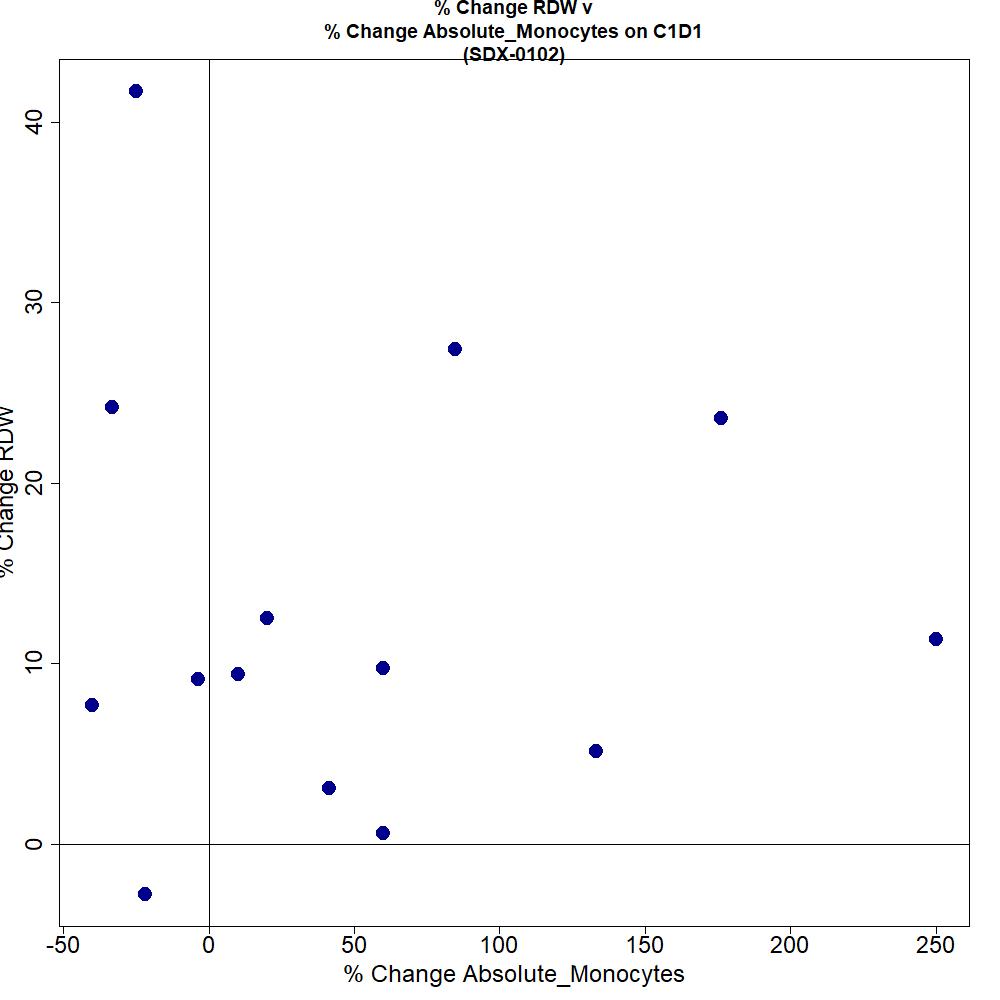 % Change RDW v
% Change Absolute_Monocytes on C1D1
(SDX-0102)
40
30
20
10
0
% Change RDW
-50 0 50 100 150 200 250
% Change Absolute_Monocytes